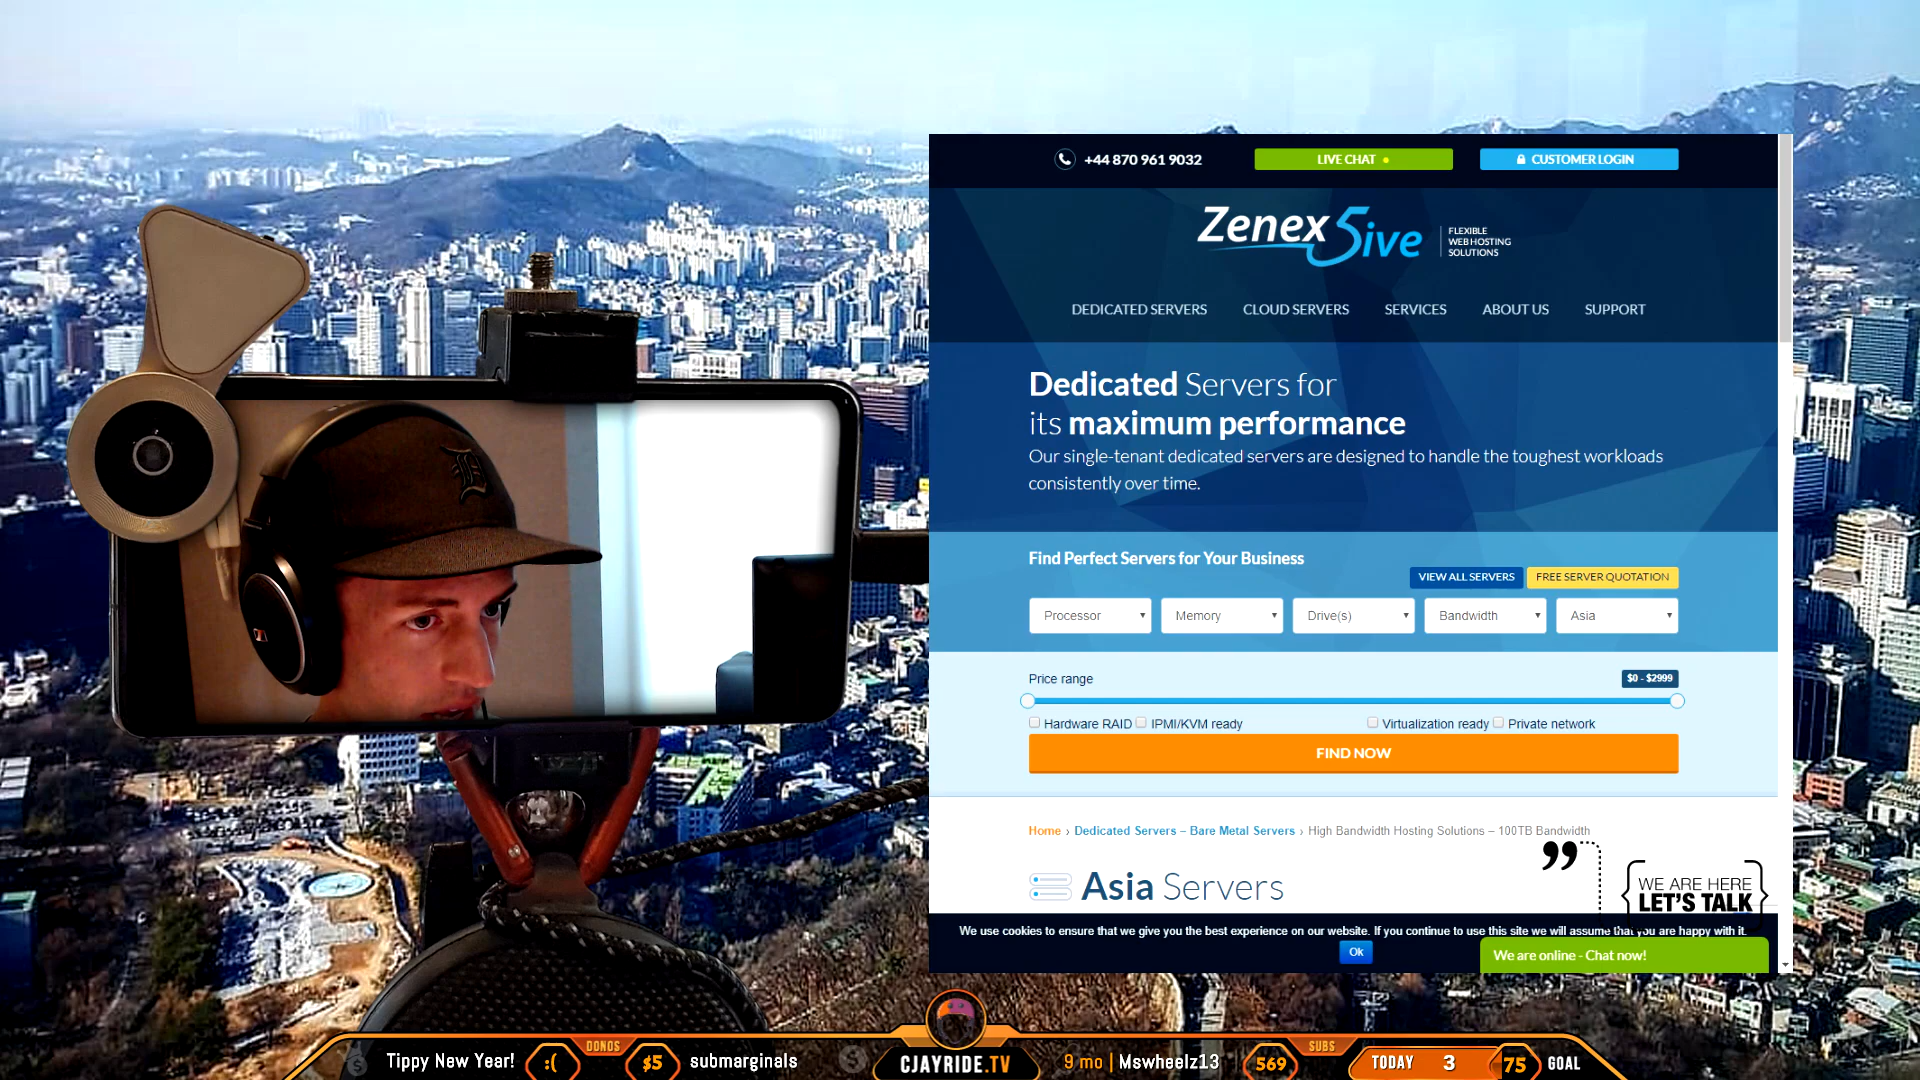 +44 870 961 9032
LIVE CHAT
CUSTOMER LOGIN
Zenex5ive
FLEXIBLE
WEB HOSTING
SOLUTIONS
DEDICATED SERVERS
CLOUD SERVERS
SERVICES
ABOUT US
SUPPORT
Dedicated Servers for
its maximum performance
Our single-tenant dedicated servers are designed to handle the toughest workloads
consistently over time.
Find Perfect Servers for Your Business
VIEW ALL SERVERS
FREE SERVER QUOTATION
Processor
Memory
Drive(s)
Bandwidth
Asia
Price range
$0 - $2999
Hardware RAID
IPMI/KVM ready
Virtualization ready
Private network
FIND NOW
Home › Dedicated Servers – Bare Metal Servers › High Bandwidth Hosting Solutions – 100TB Bandwidth
Asia Servers
WE ARE HERE
LET'S TALK
We use cookies to ensure that we give you the best experience on our website. If you continue to use this site we will assume that you are happy with it.
Ok
We are online - Chat now!
D
Tippy New Year!
:(
DONOS
$5
submarginals
CJAYRIDE.TV
9 mo | Mswheelz13
569
SUBS
TODAY 3
75
GOAL